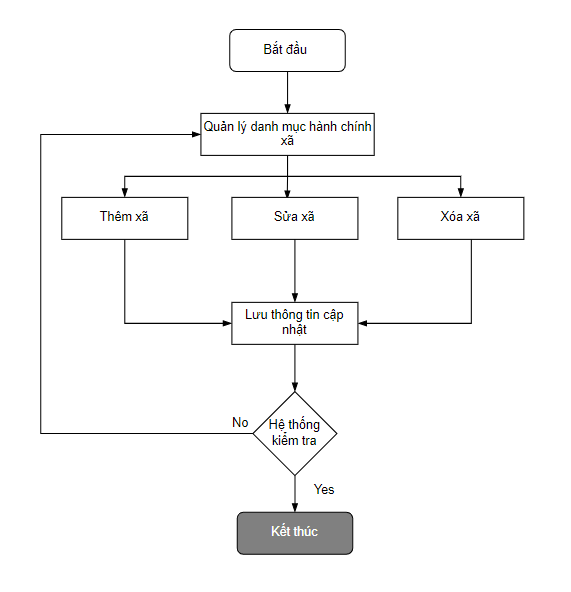 Bắt đầu
Quản lý danh mục hành chính
xã
Thêm xã
Sửa xã
Xóa xã
Lưu thông tin cập
nhật
Hệ thống
kiểm tra
No
Yes
Kết thúc